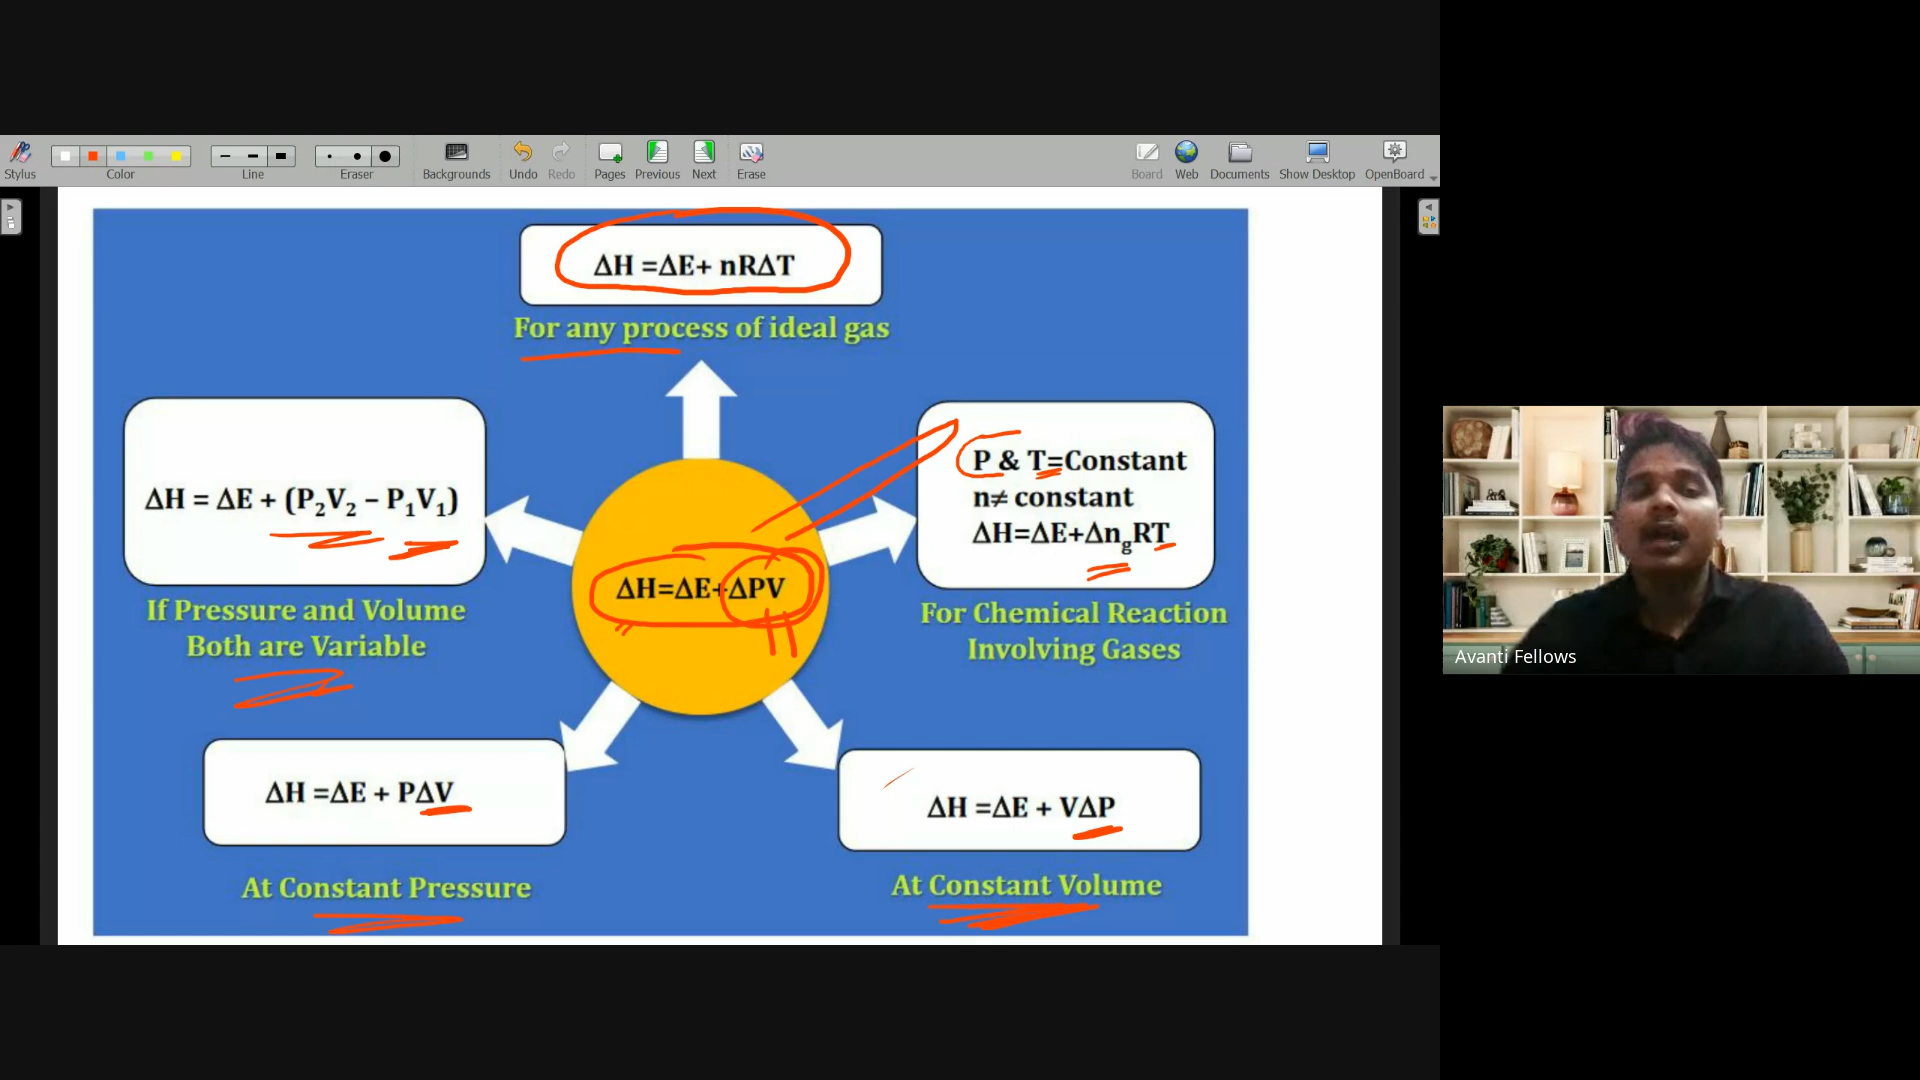 Stylus
Color
Line
Eraser
Backgrounds
Undo
Redo
Pages
Previous
Next
Erase
Board
Web
Documents
Show Desktop
OpenBoard
ΔH =ΔE+ nRΔT
For any process of ideal gas
ΔH = ΔE + (P₂V₂ – P₁V₁)
If Pressure and Volume
Both are Variable
P & T=Constant
n≠ constant
ΔH=ΔE+Δn_gRT
For Chemical Reaction
Involving Gases
ΔH=ΔE+ΔPV
ΔH =ΔE + PΔV
At Constant Pressure
ΔH =ΔE + VΔP
At Constant Volume
Avanti Fellows